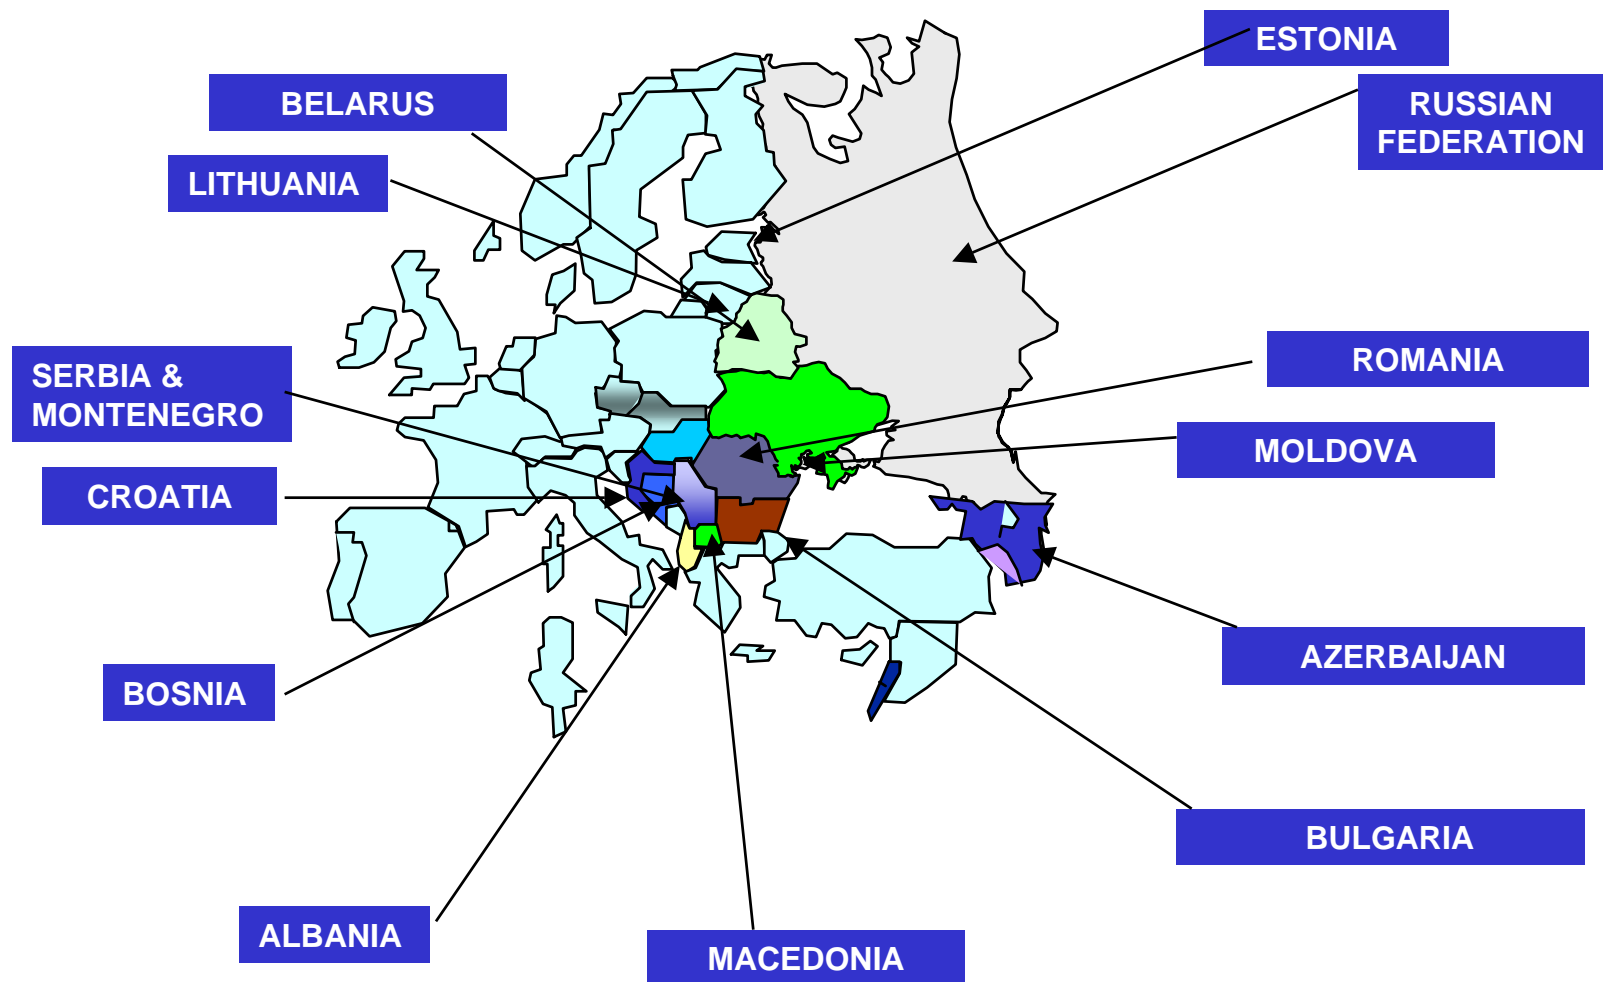 ESTONIA
BELARUS
RUSSIAN
FEDERATION
LITHUANIA
SERBIA &
MONTENEGRO
ROMANIA
MOLDOVA
CROATIA
AZERBAIJAN
BOSNIA
BULGARIA
ALBANIA
MACEDONIA